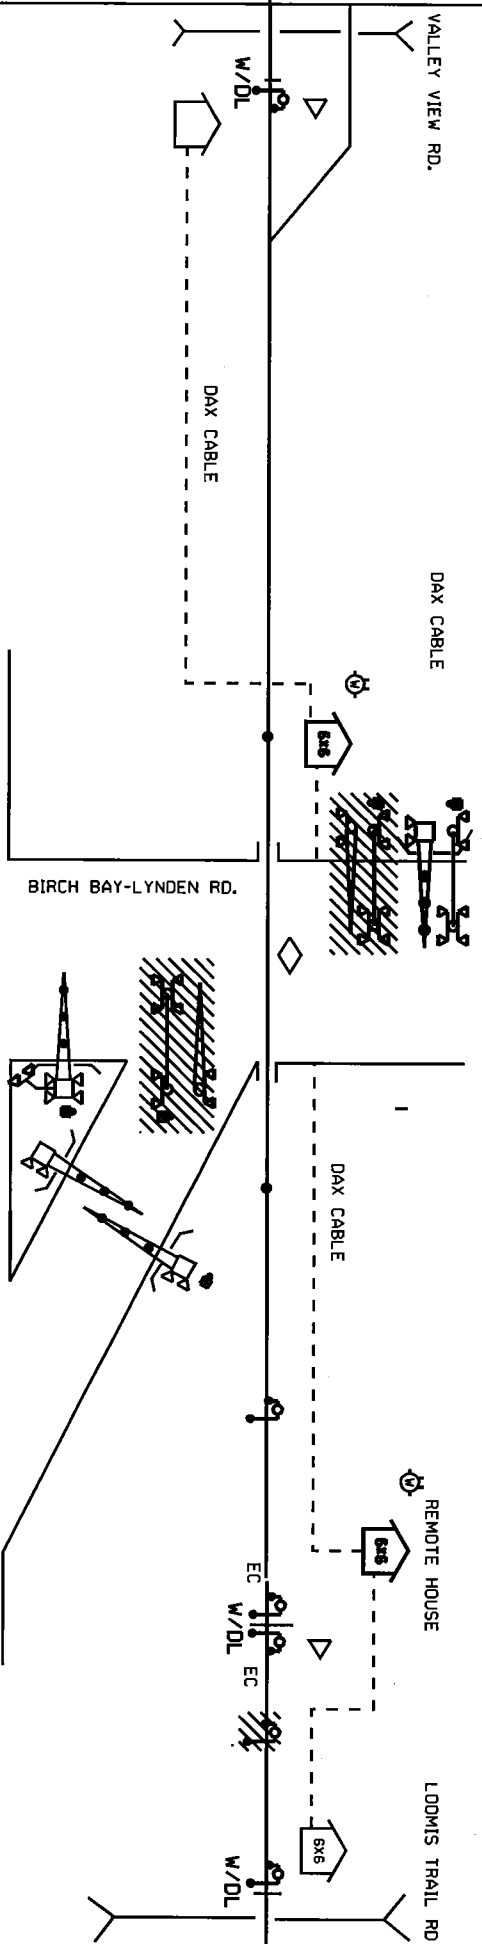 VALLEY VIEW RD.
W/DL
DAX CABLE
DAX CABLE
W
6X6
BIRCH BAY-LYNDEN RD.
DAX CABLE
W
REMOTE HOUSE
6X6
EC
W/DL
EC
LOOMIS TRAIL RD
6X6
W/DL